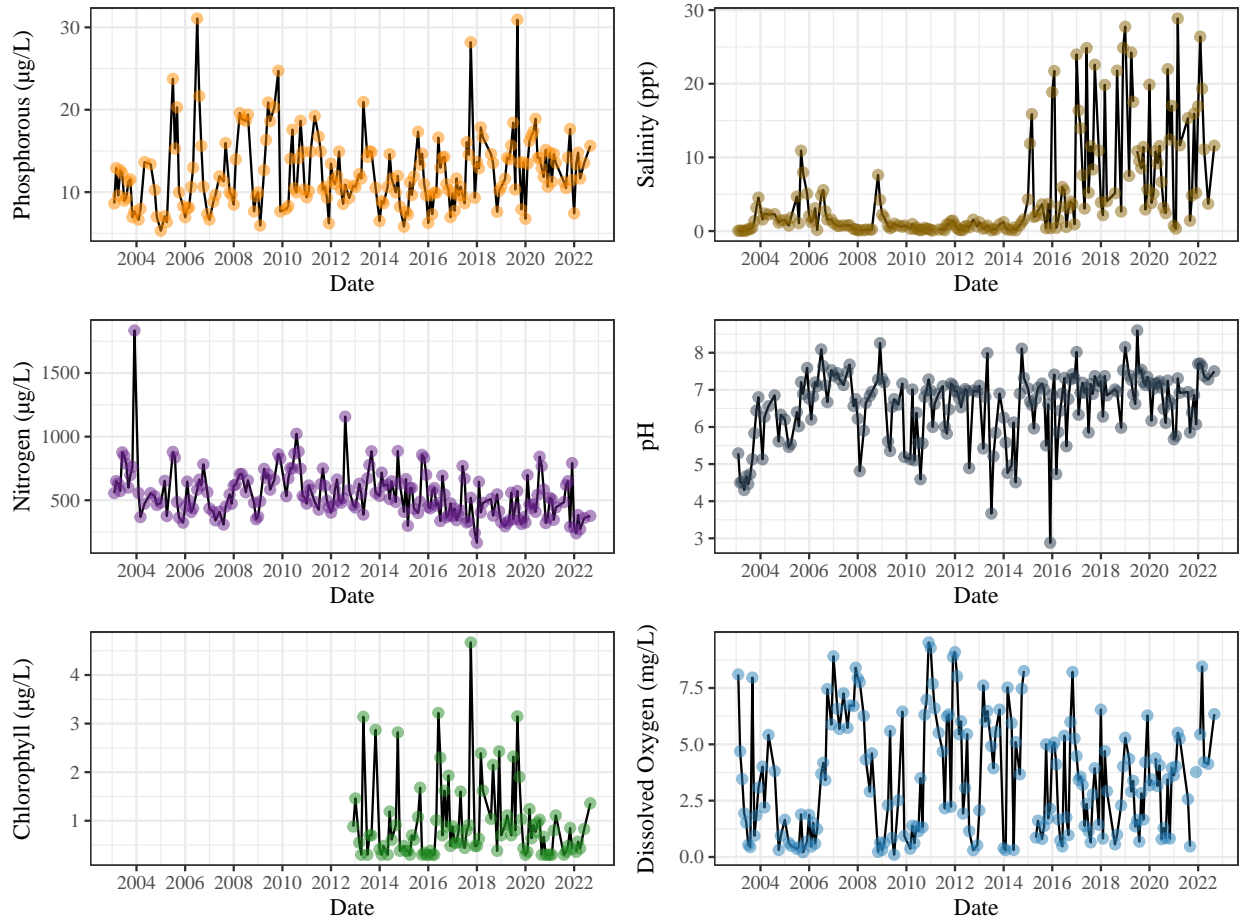 Phosphorous (µg/L)
30
20
10
2004 2006 2008 2010 2012 2014 2016 2018 2020 2022
Date
Salinity (ppt)
30
20
10
0
2004 2006 2008 2010 2012 2014 2016 2018 2020 2022
Date
Nitrogen (µg/L)
1500
1000
500
2004 2006 2008 2010 2012 2014 2016 2018 2020 2022
Date
pH
8
7
6
5
4
3
2004 2006 2008 2010 2012 2014 2016 2018 2020 2022
Date
Chlorophyll (µg/L)
4
3
2
1
2004 2006 2008 2010 2012 2014 2016 2018 2020 2022
Date
Dissolved Oxygen (mg/L)
7.5
5.0
2.5
0.0
2004 2006 2008 2010 2012 2014 2016 2018 2020 2022
Date